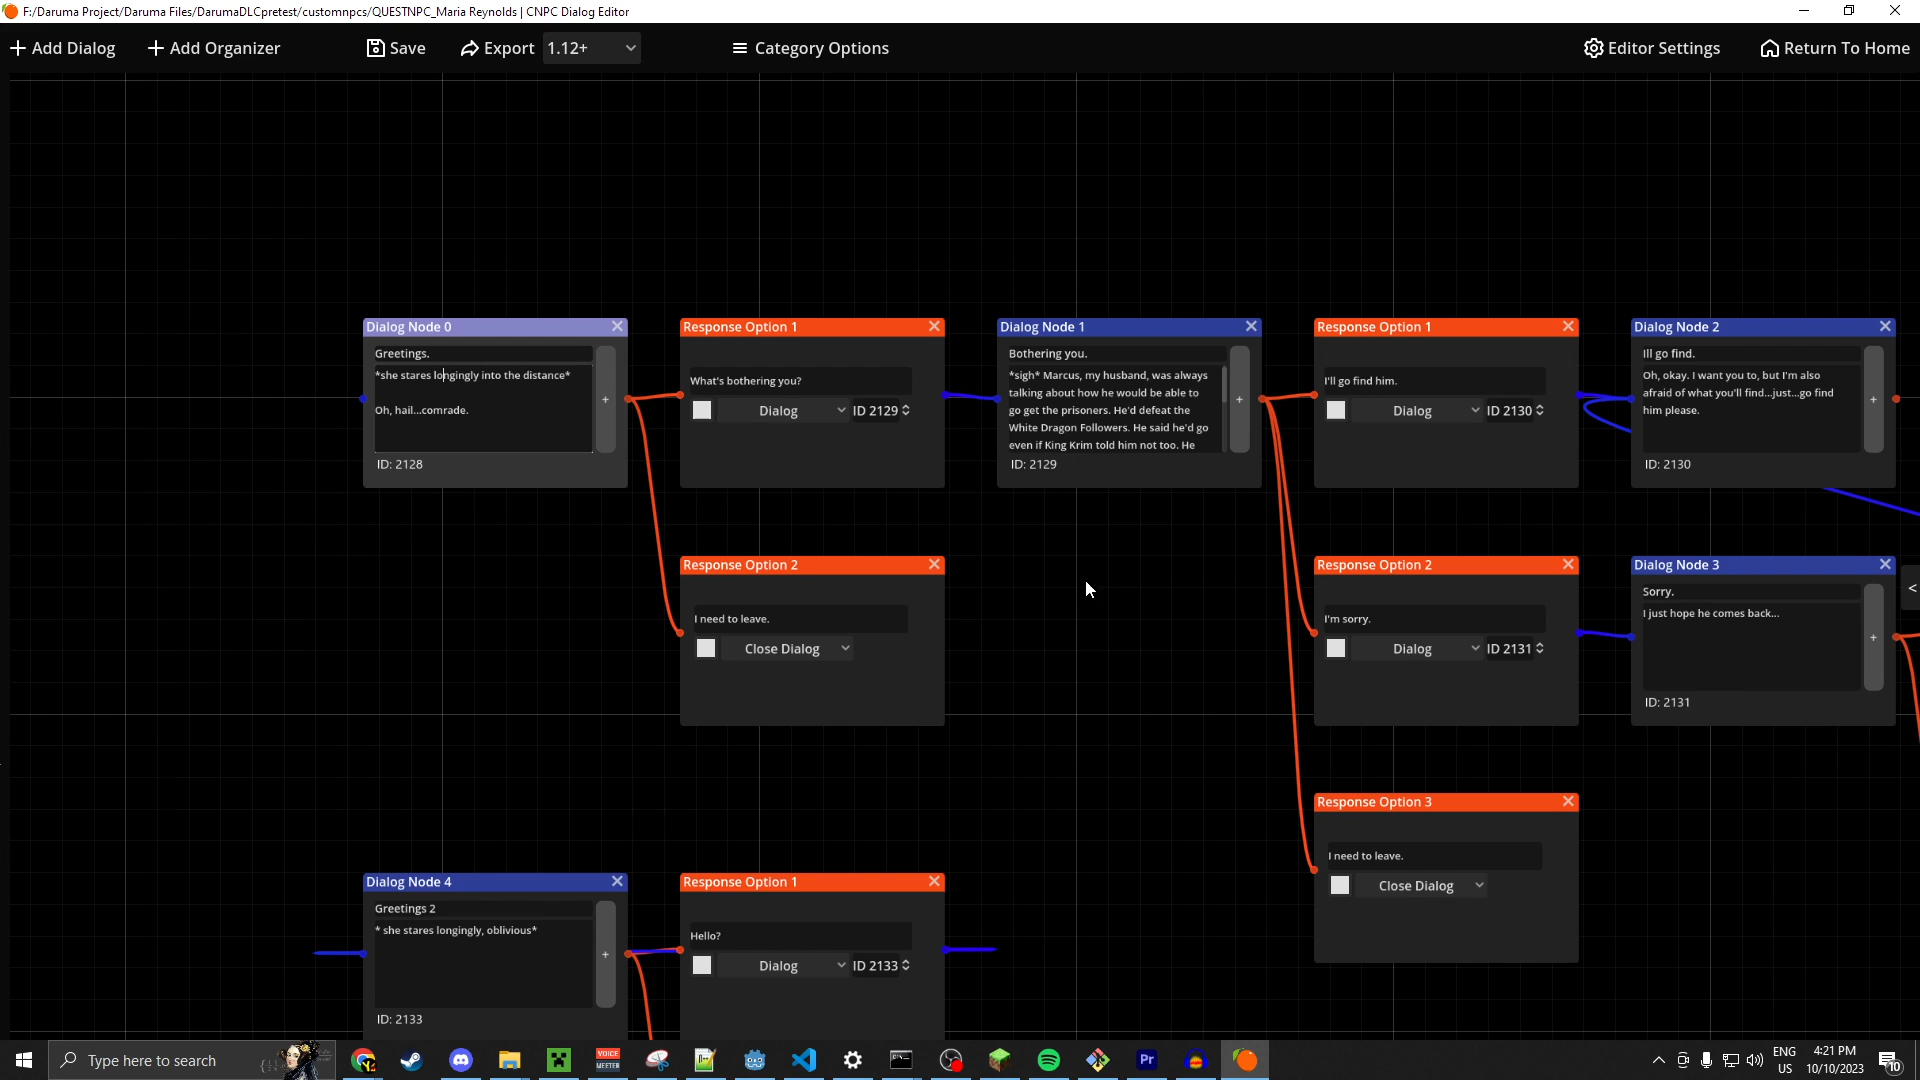 F:/Daruma Project/Daruma Files/DarumaDLCpretest/customnpcs/QUESTNPC_Maria Reynolds | CNPC Dialog Editor
+ Add Dialog
+ Add Organizer
Save
Export
1.12+
Category Options
Editor Settings
Return To Home
Dialog Node 0
Greetings.
*she stares longingly into the distance*
Oh, hail...comrade.
+
ID: 2128
Response Option 1
What's bothering you?
Dialog
ID 2129
Dialog Node 1
Bothering you.
*sigh* Marcus, my husband, was always
talking about how he would be able to
go get the prisoners. He'd defeat the
White Dragon Followers. He said he'd go
even if King Krim told him not too. He
+
ID: 2129
Response Option 1
I'll go find him.
Dialog
ID 2130
Dialog Node 2
Ill go find.
Oh, okay. I want you to, but I'm also
afraid of what you'll find...just...go find
him please.
+
ID: 2130
Response Option 2
I need to leave.
Close Dialog
Response Option 2
I'm sorry.
Dialog
ID 2131
Dialog Node 3
Sorry.
I just hope he comes back...
+
ID: 2131
<
Response Option 3
I need to leave.
Close Dialog
Dialog Node 4
Greetings 2
* she stares longingly, oblivious*
+
ID: 2133
Response Option 1
Hello?
Dialog
ID 2133
Type here to search
VOICE
MEETER
Pr
ENG
US
4:21 PM
10/10/2023
10